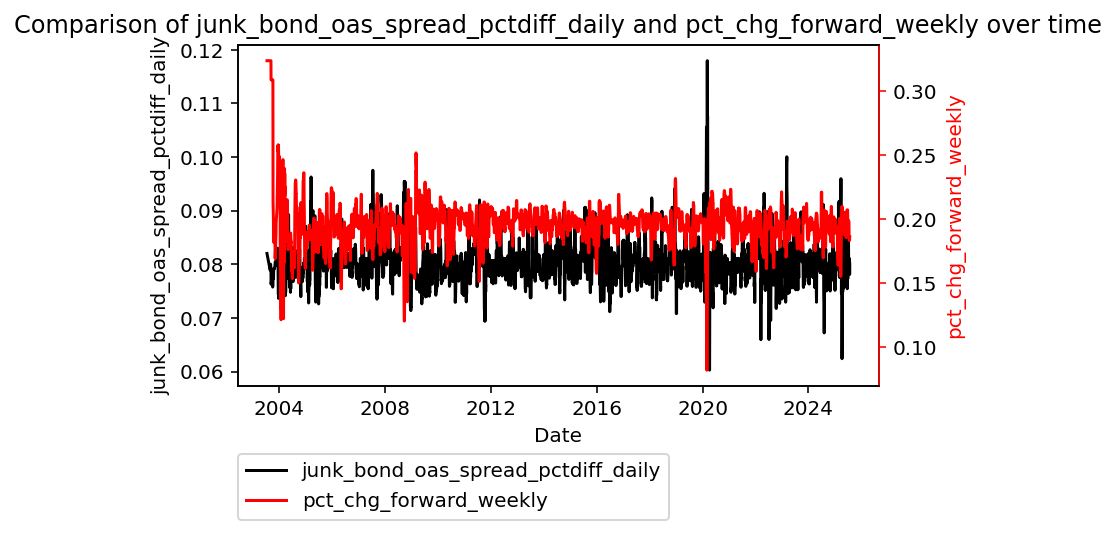 Comparison of junk_bond_oas_spread_pctdiff_daily and pct_chg_forward_weekly over time
junk_bond_oas_spread_pctdiff_daily
0.12
0.11
0.10
0.09
0.08
0.07
0.06
0.30
0.25
0.20
0.15
0.10
pct_chg_forward_weekly
2004 2008 2012 2016 2020 2024
Date
junk_bond_oas_spread_pctdiff_daily
pct_chg_forward_weekly